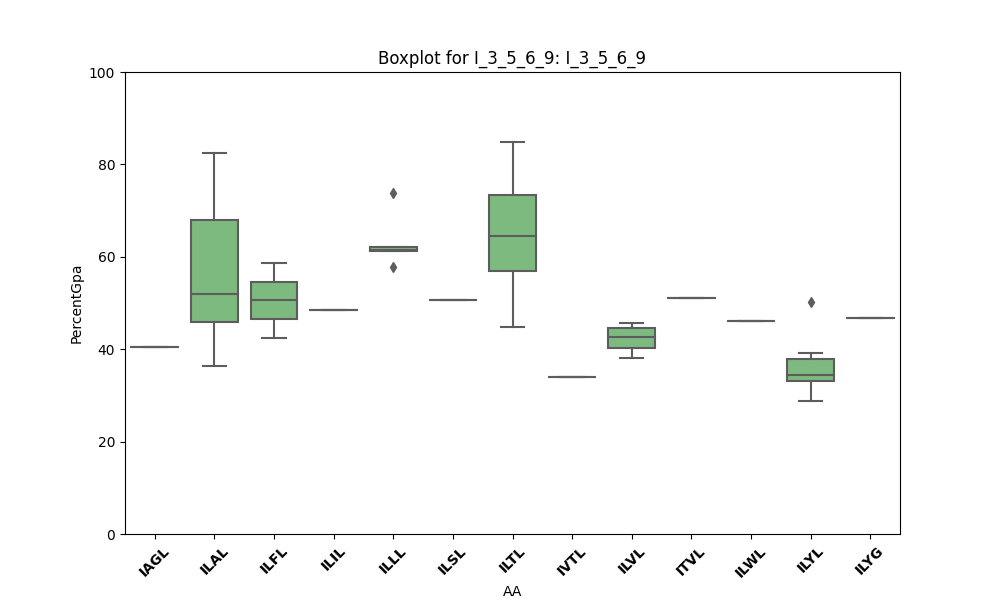 Boxplot for I_3_5_6_9: I_3_5_6_9
100
80
60
40
20
0
PercentGpa
IAGL ILAL ILFL ILIL ILLL ILSL ILTL IVTL ILVL ITVL ILWL ILYL ILYG
AA